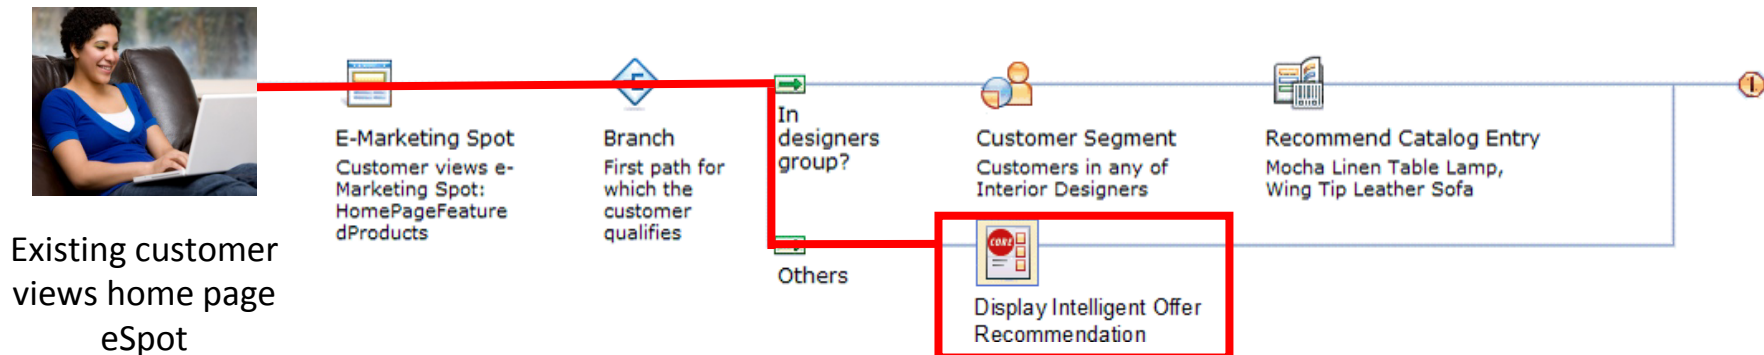 E-Marketing Spot
Customer views e-
Marketing Spot:
HomePageFeature
dProducts
Branch
First path for
which the
customer
qualifies
In
designers
group?
Customer Segment
Customers in any of
Interior Designers
Recommend Catalog Entry
Mocha Linen Table Lamp,
Wing Tip Leather Sofa
Existing customer
views home page
eSpot
Others
CORE
Display Intelligent Offer
Recommendation